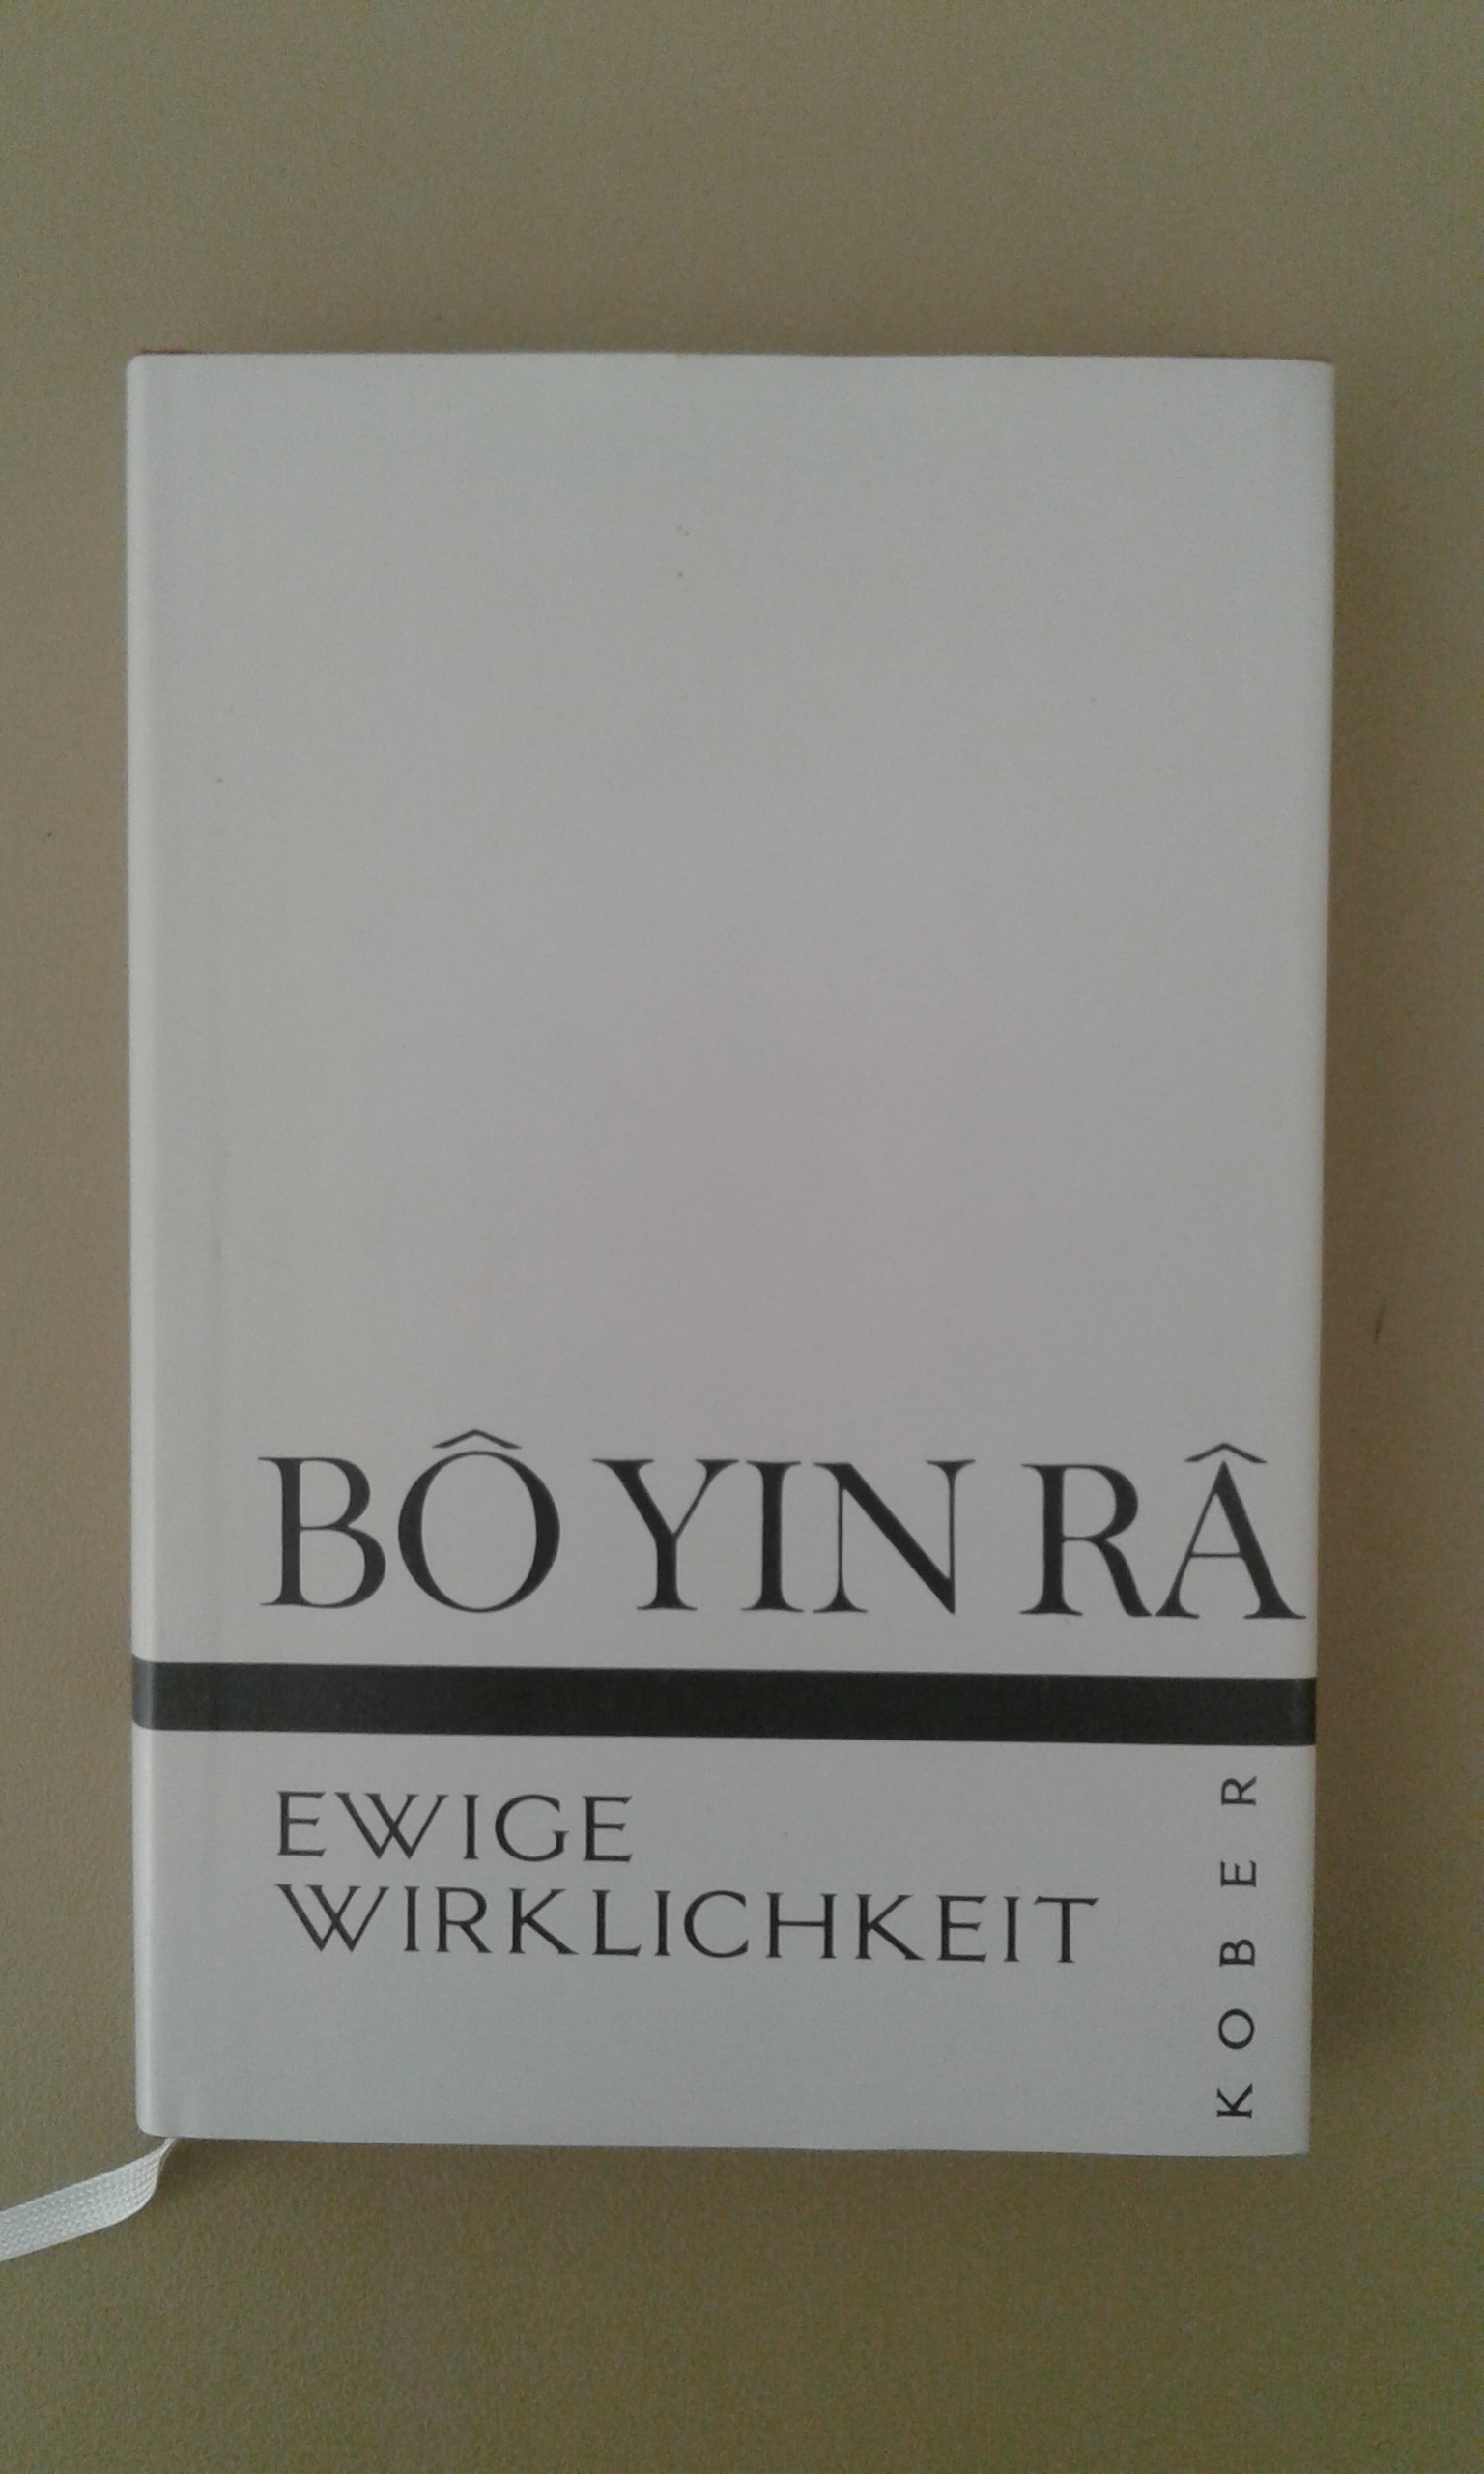 BÔ YIN RÂ
EWIGE
WIRKLICHKEIT
KOBER